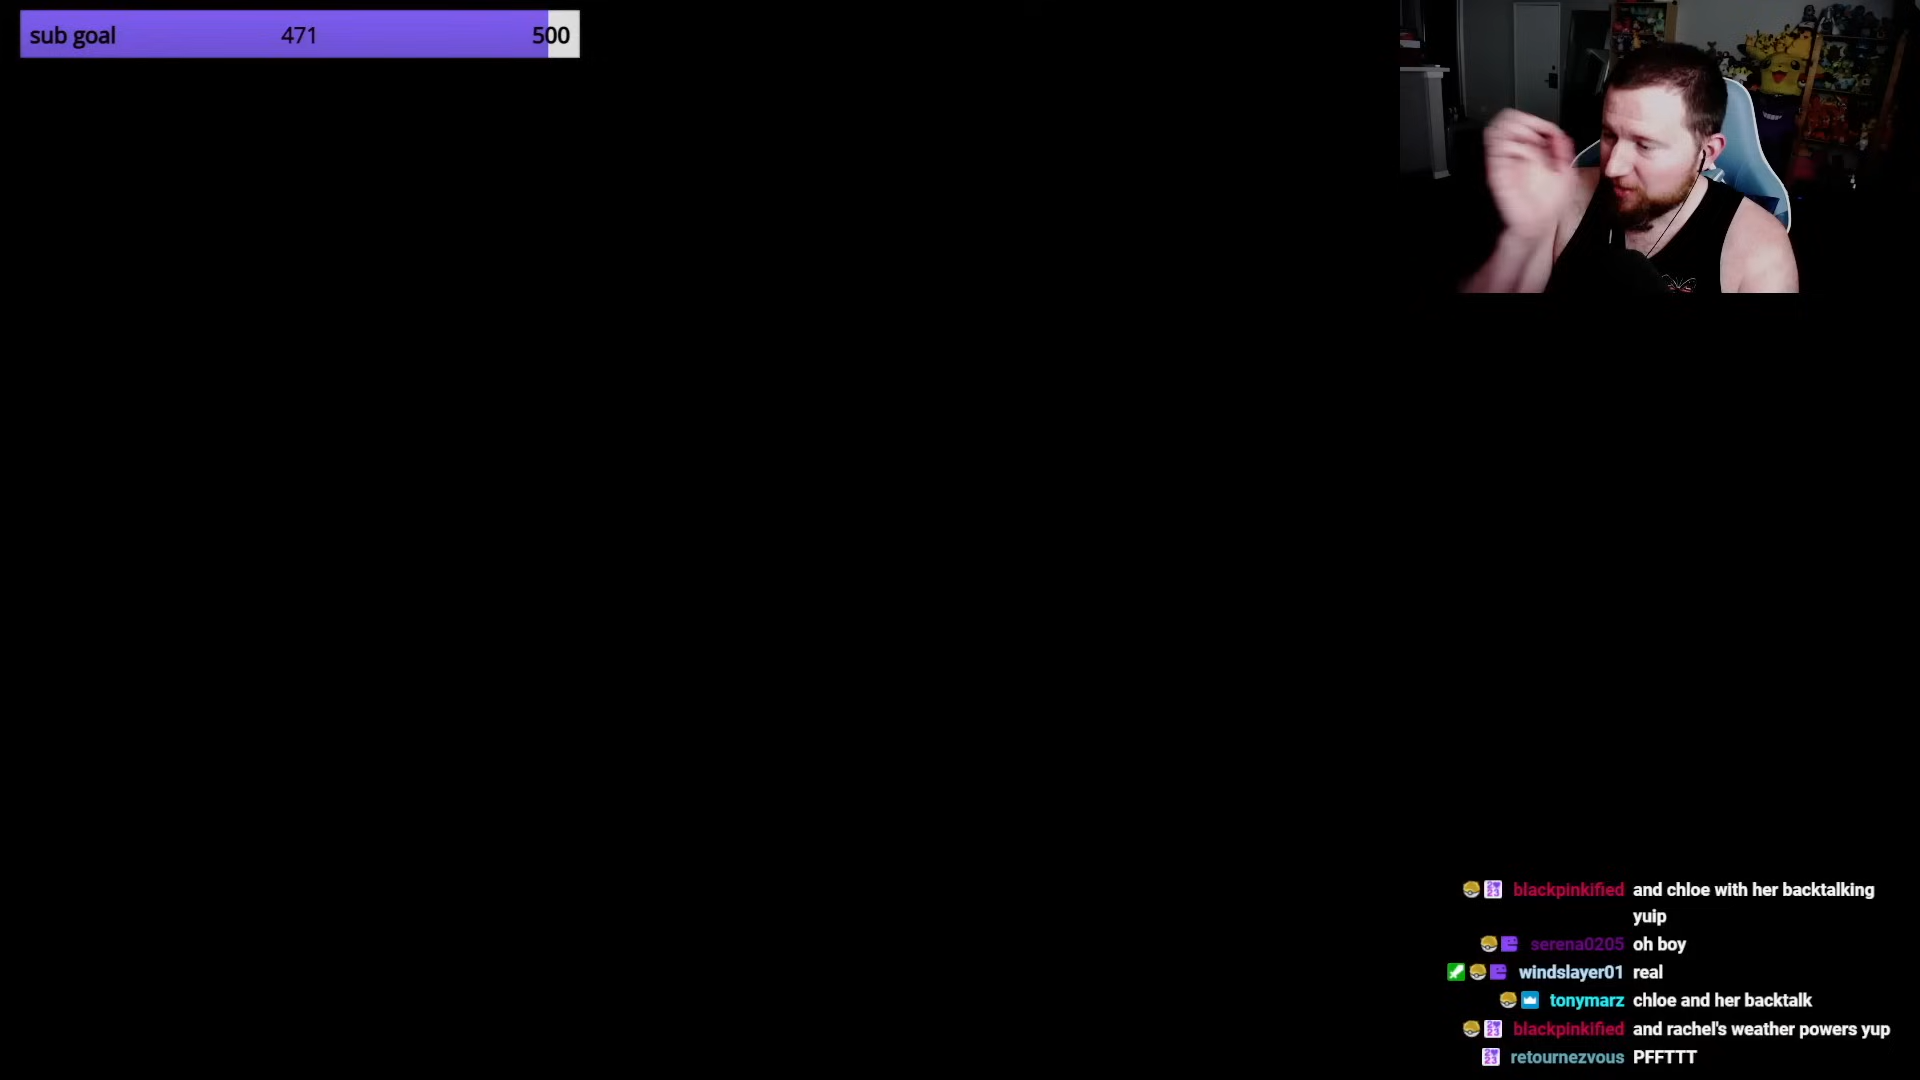 sub goal 471 500
blackpinkified and chloe with her backtalking
yuip
serena0205 oh boy
windslayer01 real
tonymarz chloe and her backtalk
blackpinkified and rachel's weather powers yup
retournezvous PFFTTT